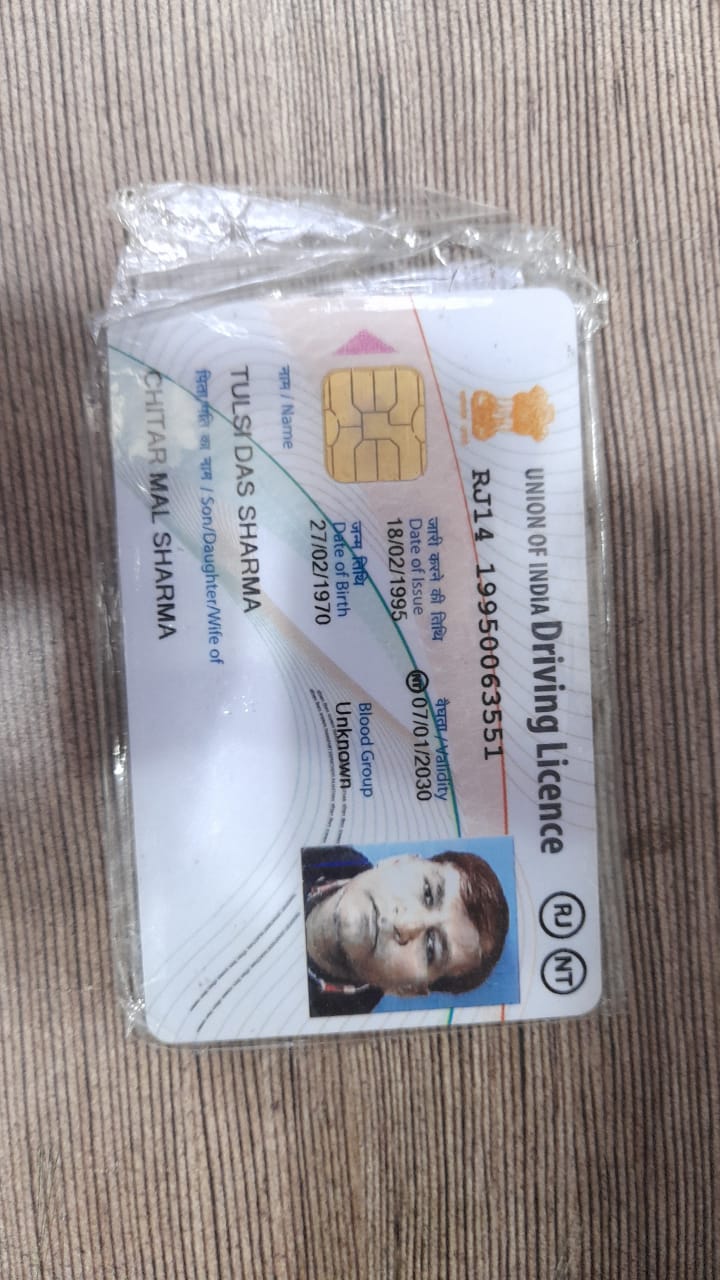 UNION OF INDIA Driving Licence RJ NT
RJ14 19950063551
जारी करने की तिथि
Date of Issue
18/02/1995
वैधता / Validity
NT 07/01/2030
जन्म तिथि
Date of Birth
27/02/1970
Blood Group
Unknown
नाम / Name
TULSI DAS SHARMA
पिता/पति का नाम / Son/Daughter/Wife of
CHITAR MAL SHARMA